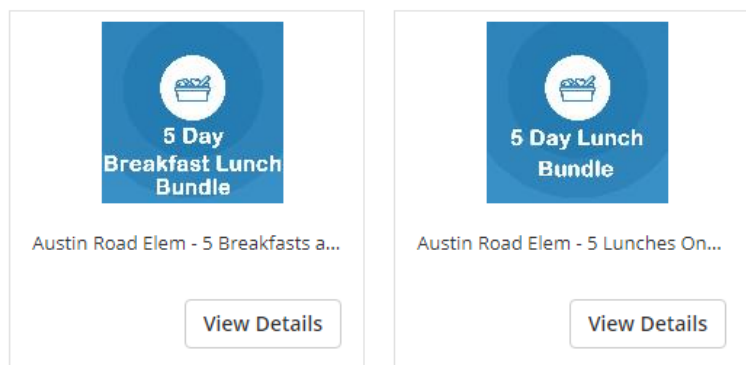 5 Day
Breakfast Lunch
Bundle
Austin Road Elem - 5 Breakfasts a...
View Details
5 Day Lunch
Bundle
Austin Road Elem - 5 Lunches On...
View Details